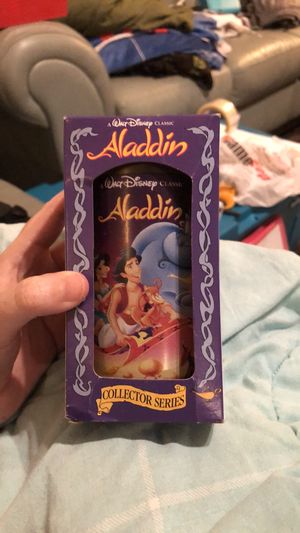 A WALT DISNEY CLASSIC
Aladdin
A WALT DISNEY CLASSIC
Aladdin
COLLECTOR SERIES